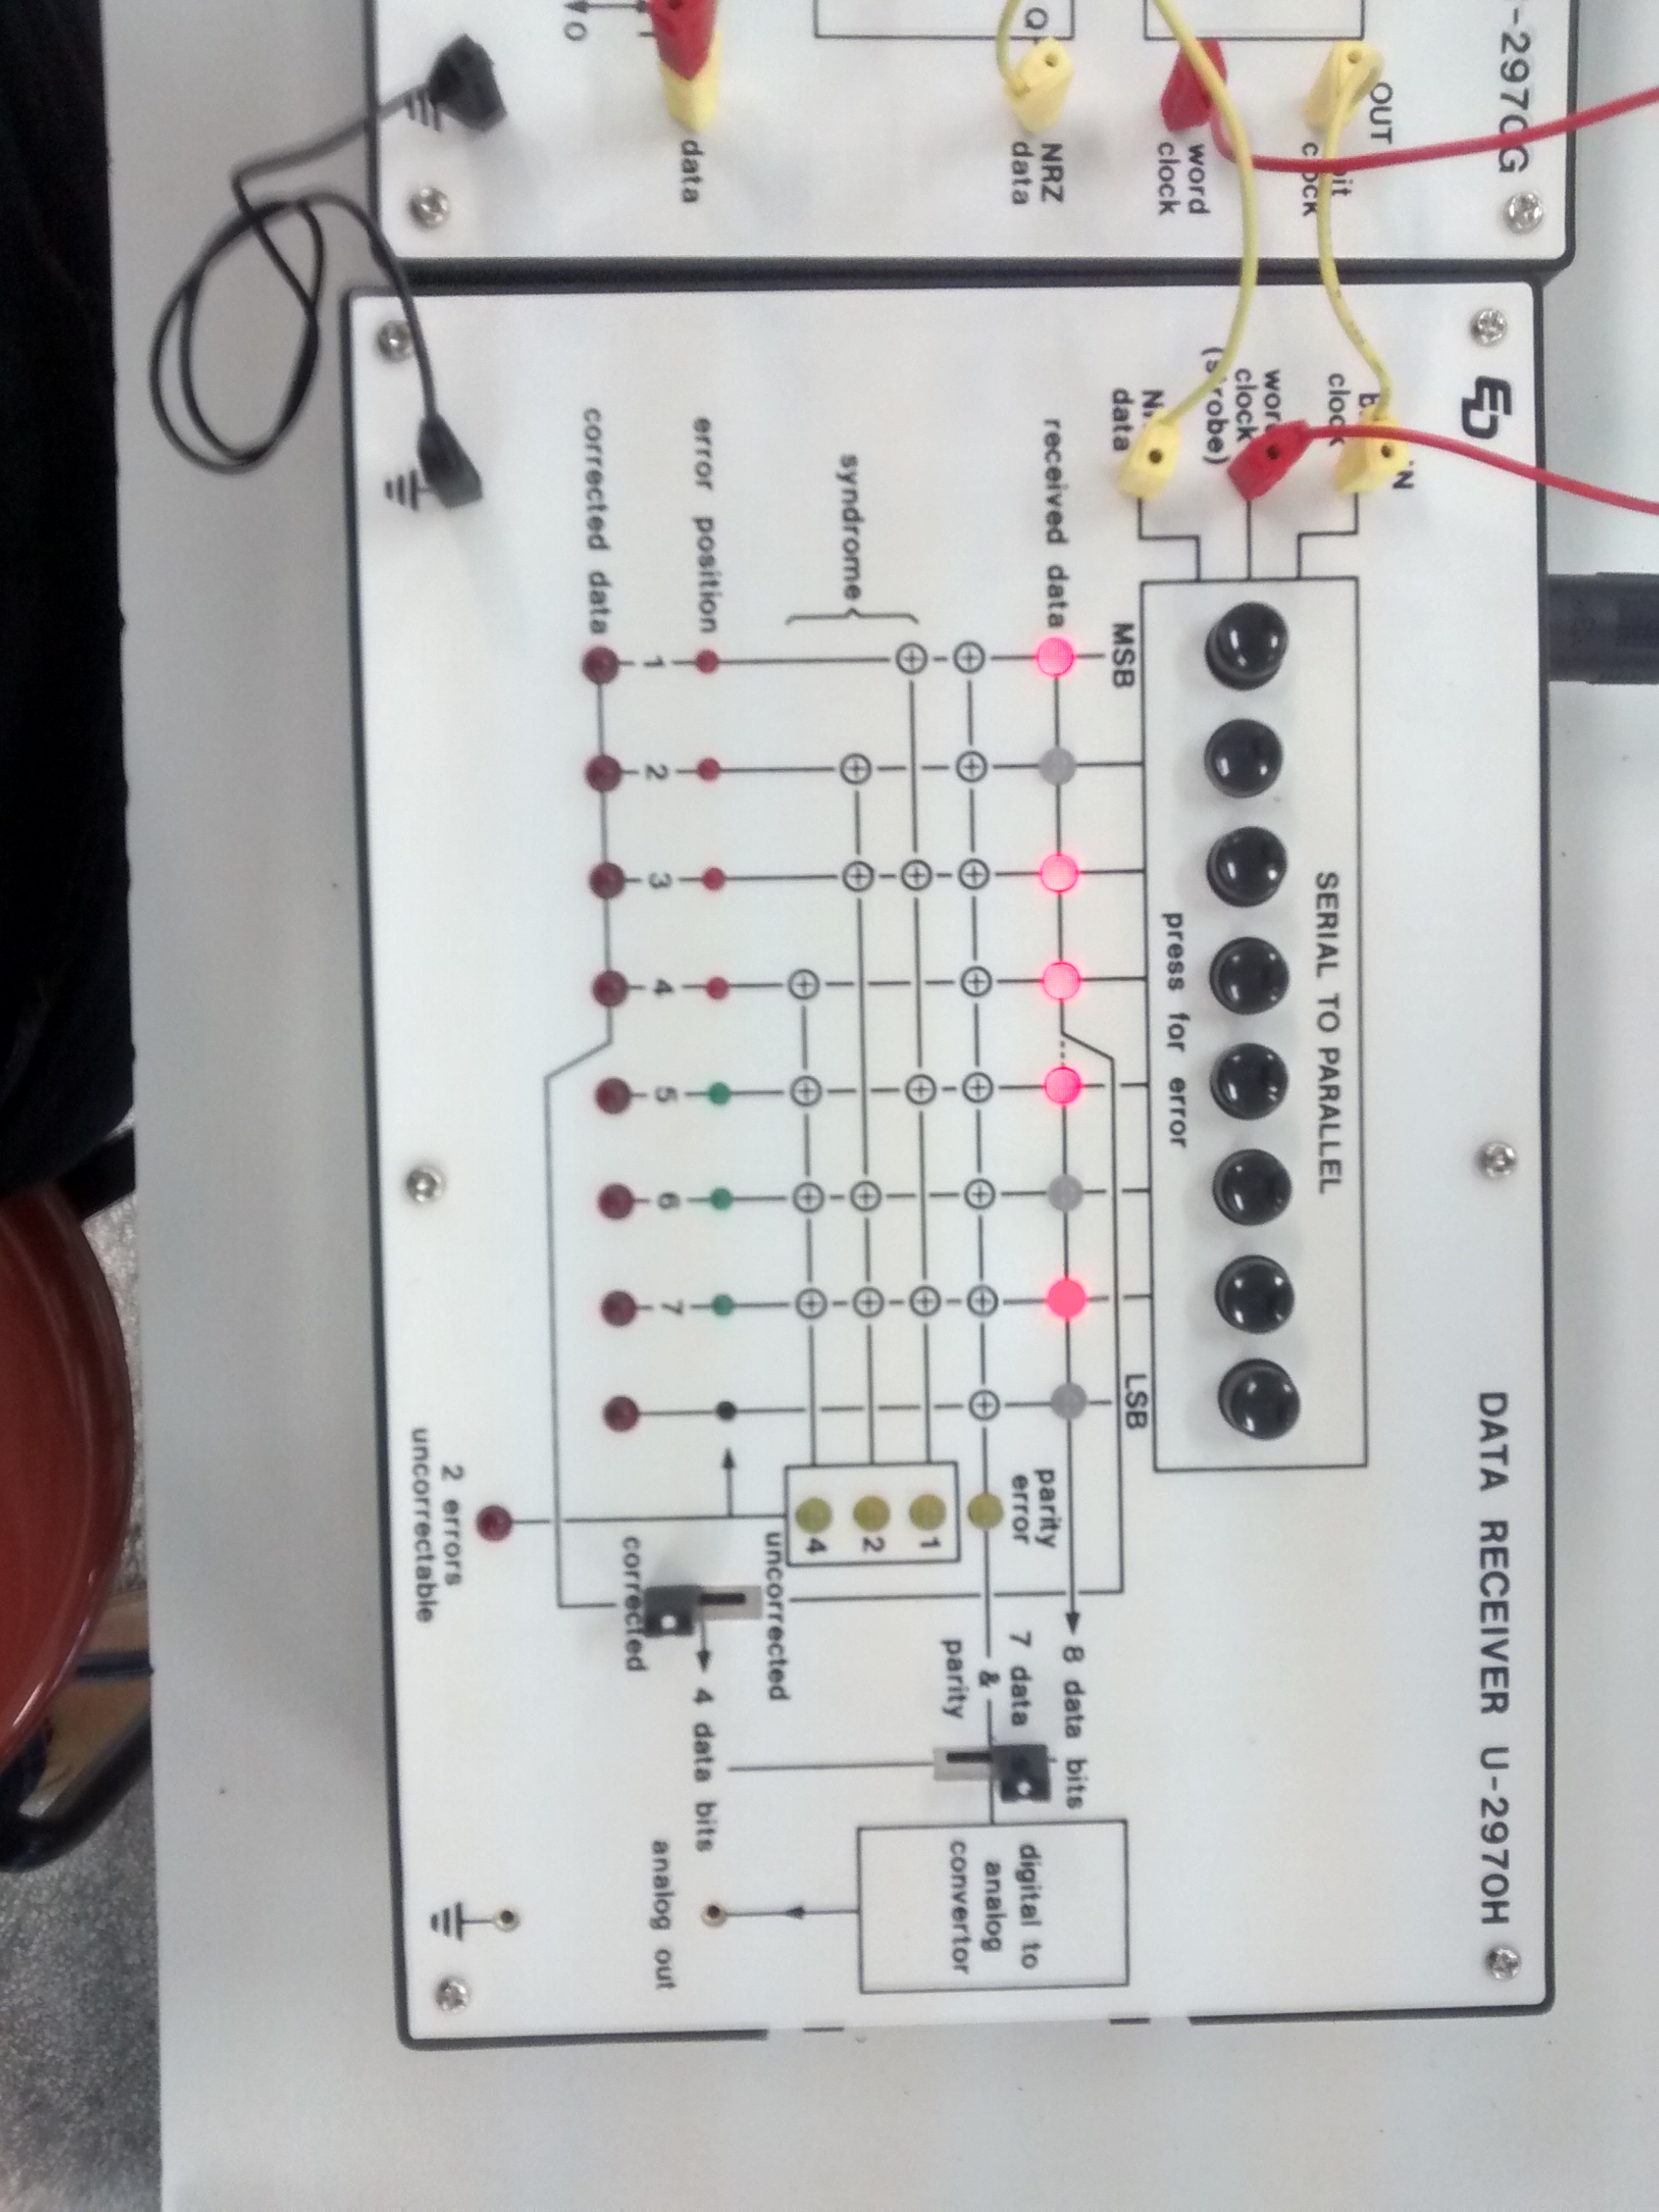 DATA RECEIVER U-2970H
ED
SERIAL TO PARALLEL
press for error
OUT
word
clock
NRZ
data
data
Q
O
clock
clock
data
MSB
LSB
received data
syndrome
error position
corrected data
1
2
3
4
5
6
7
parity
error
1
2
4
uncorrected
corrected
2 errors
uncorrectable
8 data bits
7 data
&
parity
4 data bits
digital to
analog
convertor
analog out